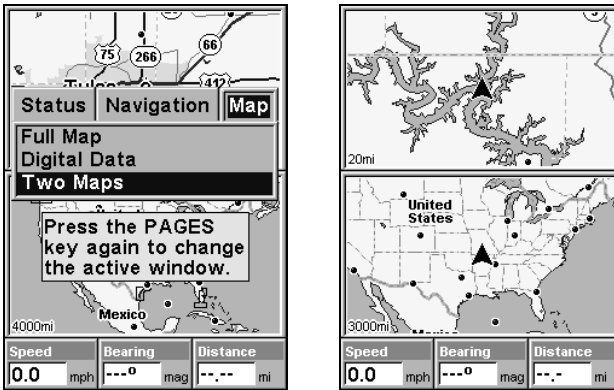 75
266
66
412
Status Navigation Map
Full Map
Digital Data
Two Maps
Press the PAGES
key again to change
the active window.
Mexico
4000mi
Speed Bearing Distance
0.0 mph ---º mag --.-- mi
20mi
United
States
3000mi
Speed Bearing Distance
0.0 mph ---º mag --.-- mi